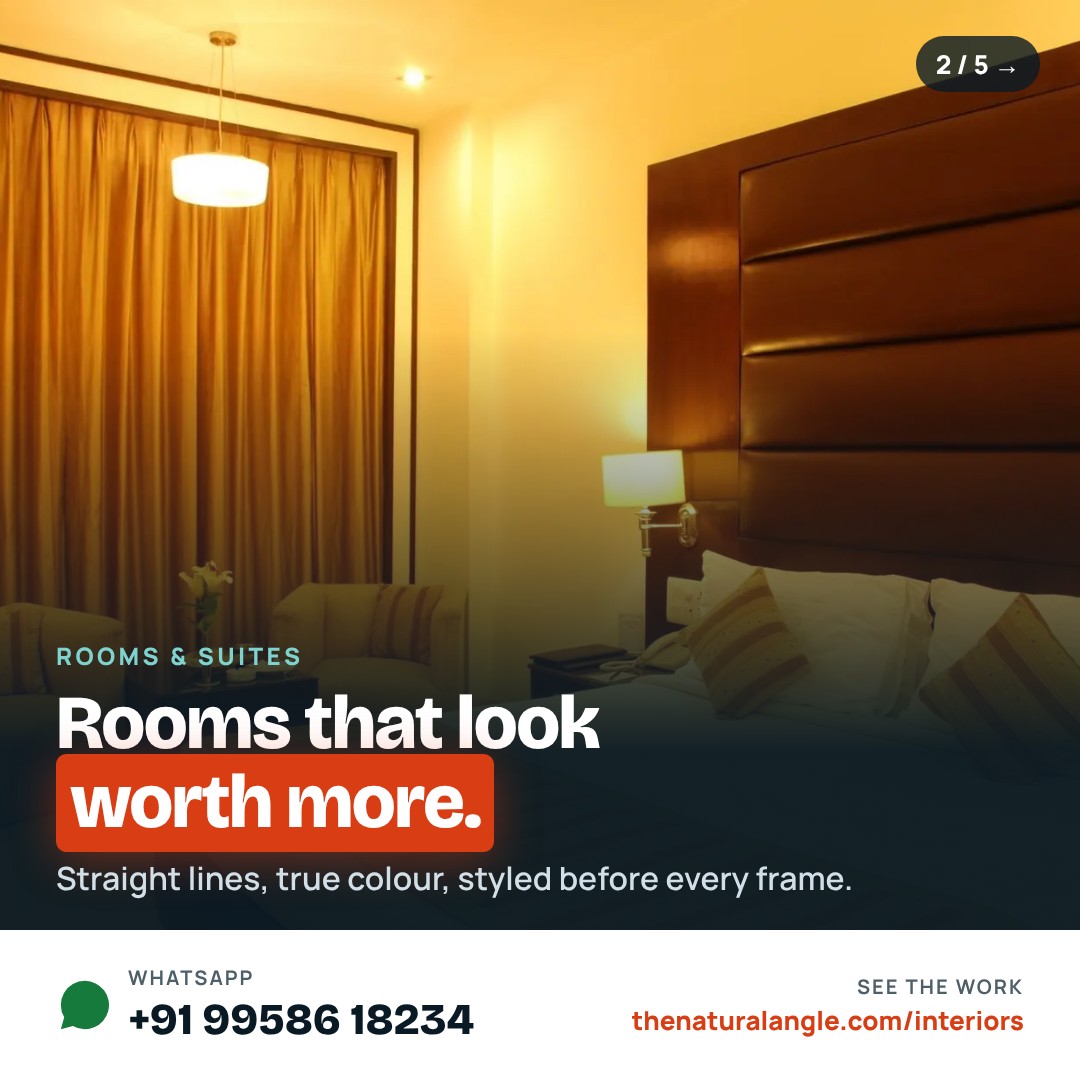 2 / 5 →
ROOMS & SUITES
Rooms that look
worth more.
Straight lines, true colour, styled before every frame.
WHATSAPP
+91 99586 18234
SEE THE WORK
thenaturalangle.com/interiors